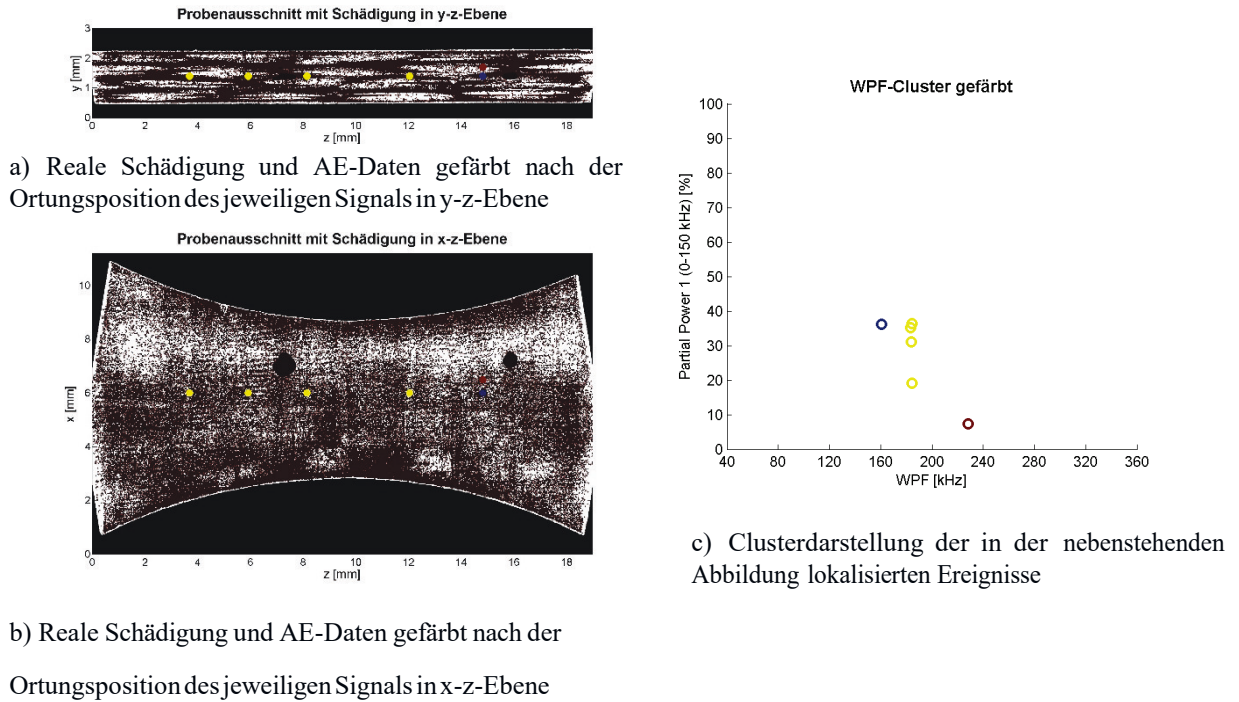 Probenausschnitt mit Schädigung in y-z-Ebene
3
2
1
0
y [mm]
0 2 4 6 8 10 12 14 16 18
z [mm]
a) Reale Schädigung und AE-Daten gefärbt nach der
Ortungsposition des jeweiligen Signals in y-z-Ebene
Probenausschnitt mit Schädigung in x-z-Ebene
10
8
6
4
2
0
x [mm]
0 2 4 6 8 10 12 14 16 18
z [mm]
b) Reale Schädigung und AE-Daten gefärbt nach der
Ortungsposition des jeweiligen Signals in x-z-Ebene
WPF-Cluster gefärbt
100
90
80
70
60
50
40
30
20
10
0
Partial Power 1 (0-150 kHz) [%]
40 80 120 160 200 240 280 320 360
WPF [kHz]
c) Clusterdarstellung der in der nebenstehenden
Abbildung lokalisierten Ereignisse